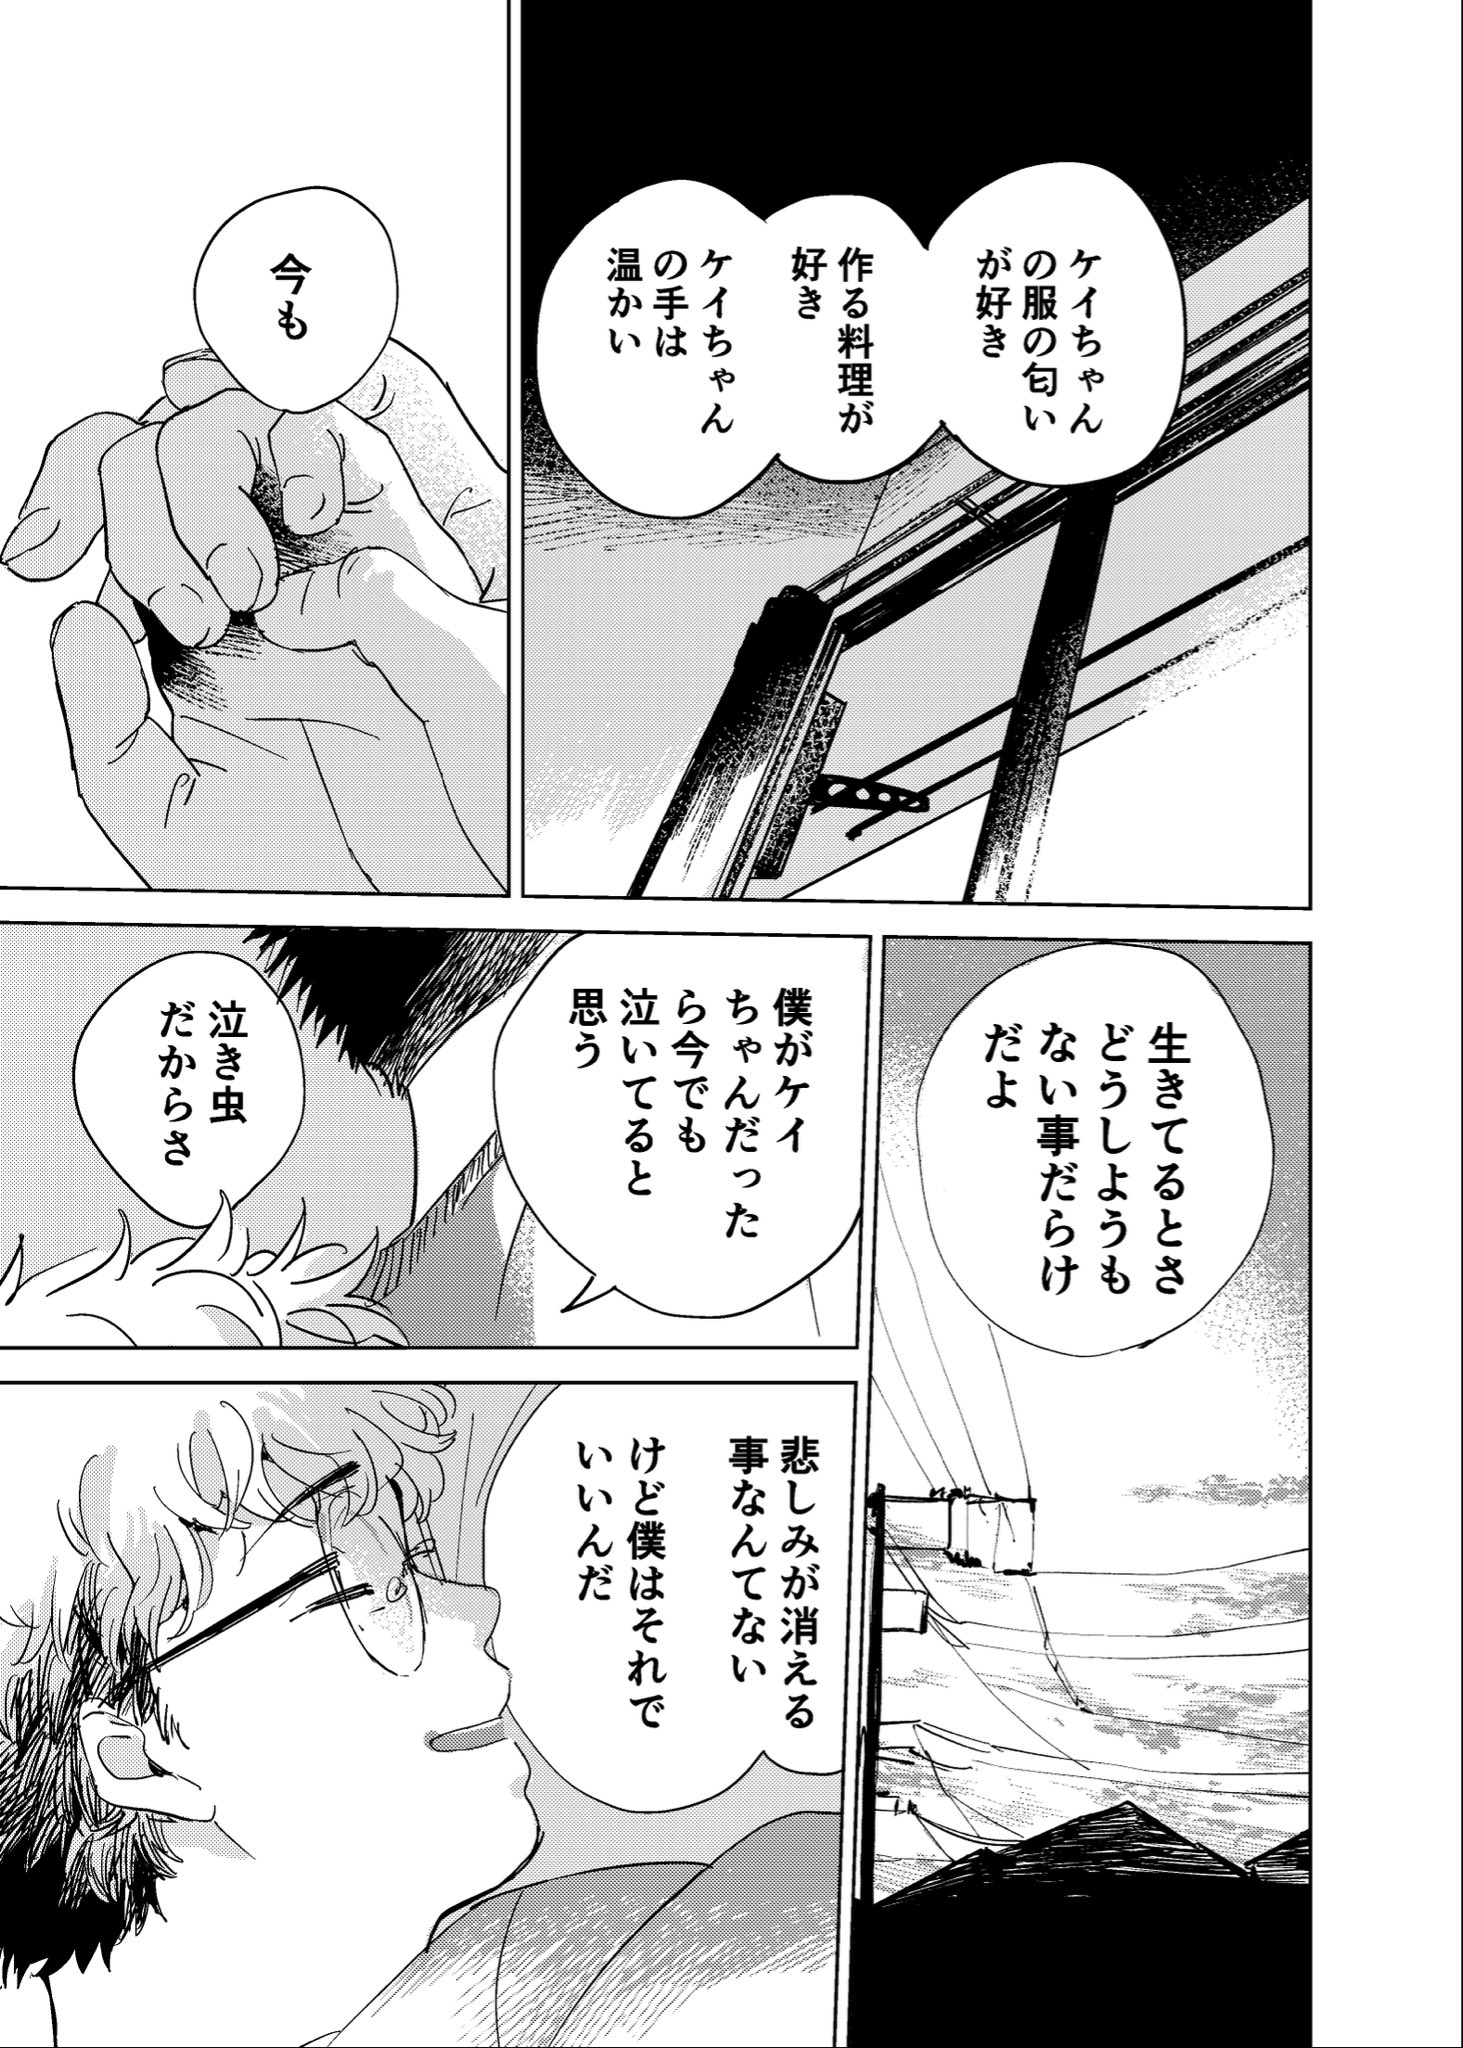 ケイちゃん
の服の匂い
が好き
作る料理が
好き
ケイちゃん
の手は
温かい
今も
生きてるとさ
どうしようも
ない事だらけ
だよ
僕がケイ
ちゃんだった
ら今でも
泣いてると
思う
泣き虫
だからさ
悲しみが消える
事なんてない
けど僕はそれで
いいんだ